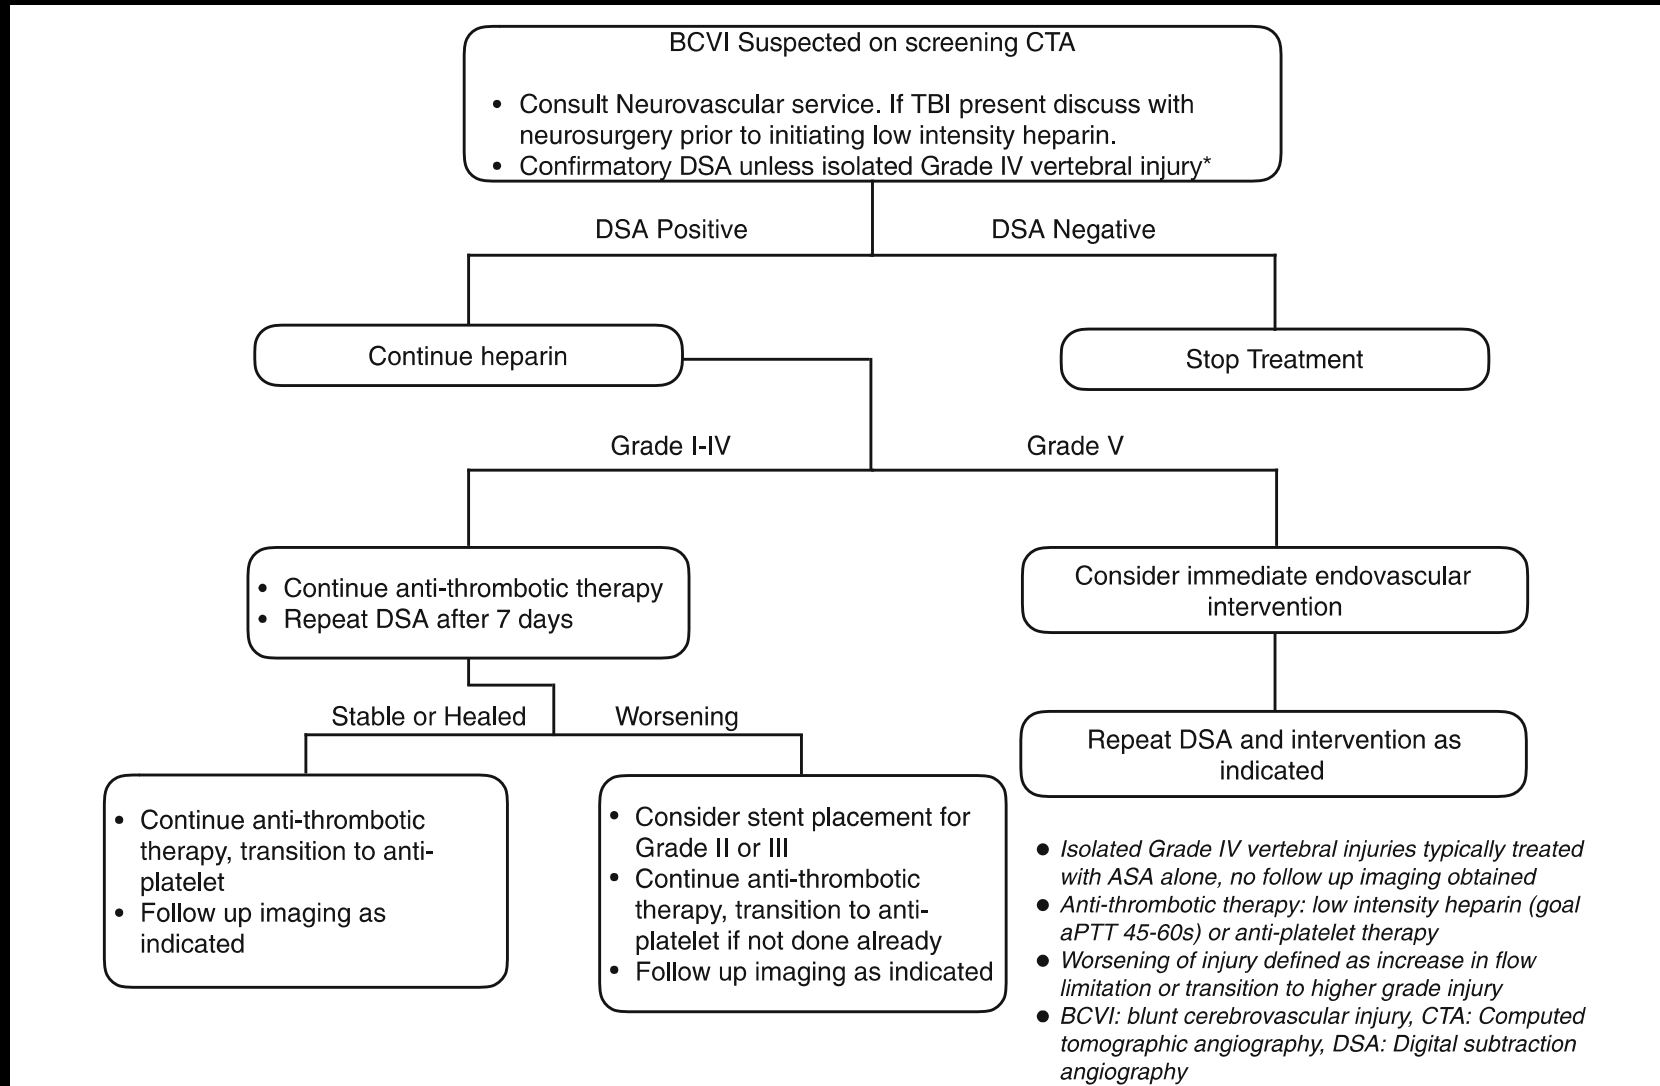 BCVI Suspected on screening CTA
• Consult Neurovascular service. If TBI present discuss with
neurosurgery prior to initiating low intensity heparin.
• Confirmatory DSA unless isolated Grade IV vertebral injury*
DSA Positive
DSA Negative
Continue heparin
Stop Treatment
Grade I-IV
Grade V
• Continue anti-thrombotic therapy
• Repeat DSA after 7 days
Consider immediate endovascular
intervention
Stable or Healed
Worsening
Repeat DSA and intervention as
indicated
• Continue anti-thrombotic
therapy, transition to anti-
platelet
• Follow up imaging as
indicated
• Consider stent placement for
Grade II or III
• Continue anti-thrombotic
therapy, transition to anti-
platelet if not done already
• Follow up imaging as indicated
● Isolated Grade IV vertebral injuries typically treated
with ASA alone, no follow up imaging obtained
● Anti-thrombotic therapy: low intensity heparin (goal
aPTT 45-60s) or anti-platelet therapy
● Worsening of injury defined as increase in flow
limitation or transition to higher grade injury
● BCVI: blunt cerebrovascular injury, CTA: Computed
tomographic angiography, DSA: Digital subtraction
angiography